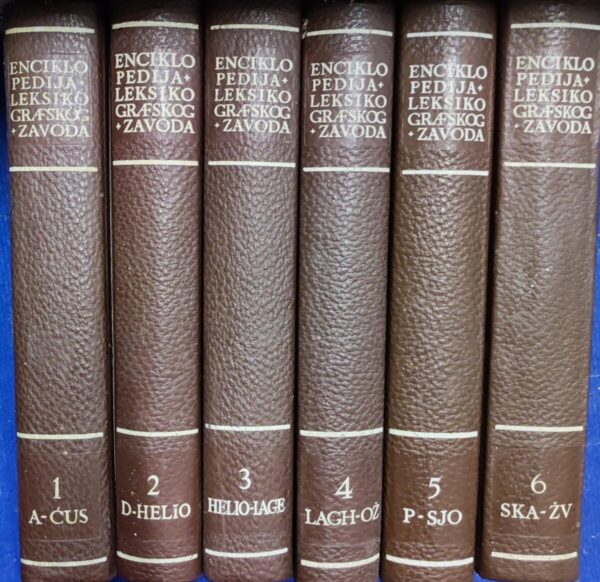 ENCIKLO
PEDIJA+
LEKSIKO
GRAFSKOG
+ZAVODA
1
A-ĆUS
ENCIKLO
PEDIJA+
LEKSIKO
GRAFSKOG
+ZAVODA
2
D-HELIO
ENCIKLO
PEDIJA+
LEKSIKO
GRAFSKOG
+ZAVODA
3
HELIO-IAGE
ENCIKLO
PEDIJA+
LEKSIKO
GRAFSKOG
+ZAVODA
4
LAGH-OŽ
ENCIKLO
PEDIJA+
LEKSIKO
GRAFSKOG
+ZAVODA
5
P-SJO
ENCIKLO
PEDIJA+
LEKSIKO
GRAFSKOG
+ZAVODA
6
SKA-ŽV